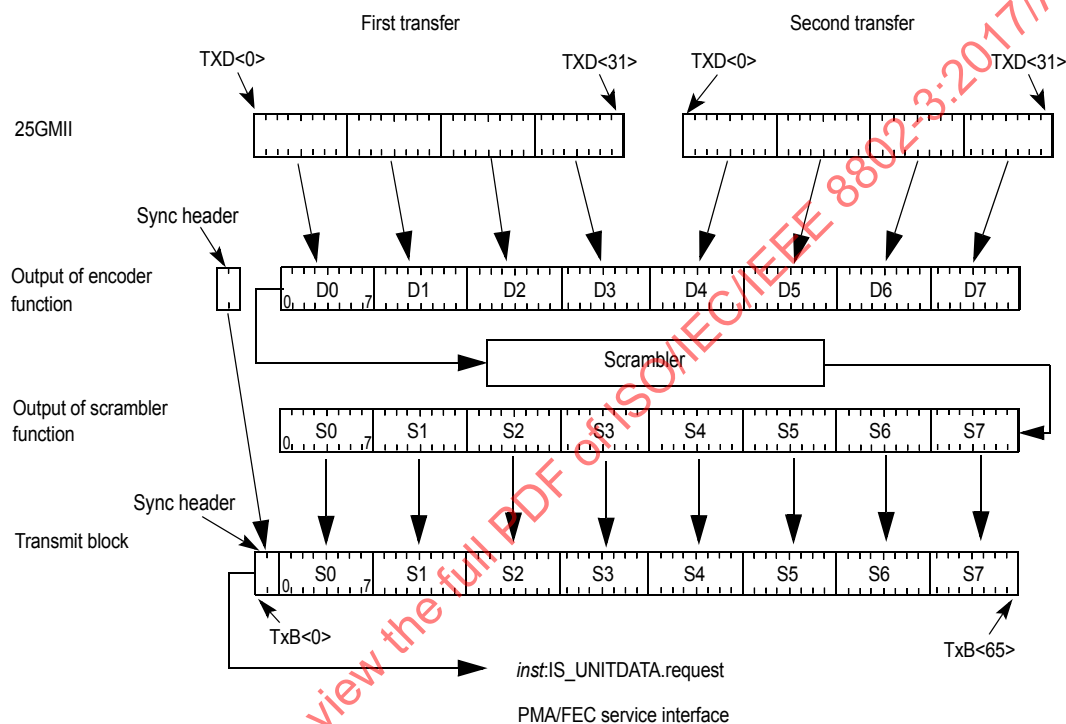 First transfer Second transfer
TXD<0> TXD<31> TXD<0> TXD<31>
25GMII
Sync header
Output of encoder
function
D0 D1 D2 D3 D4 D5 D6 D7
0 7
Scrambler
Output of scrambler
function
S0 S1 S2 S3 S4 S5 S6 S7
0 7
Sync header
Transmit block
S0 S1 S2 S3 S4 S5 S6 S7
0 7
TxB<0> TxB<65>
inst:IS_UNITDATA.request
PMA/FEC service interface
view the full PDF of ISO/IEC/IEEE 8802-3:2017/